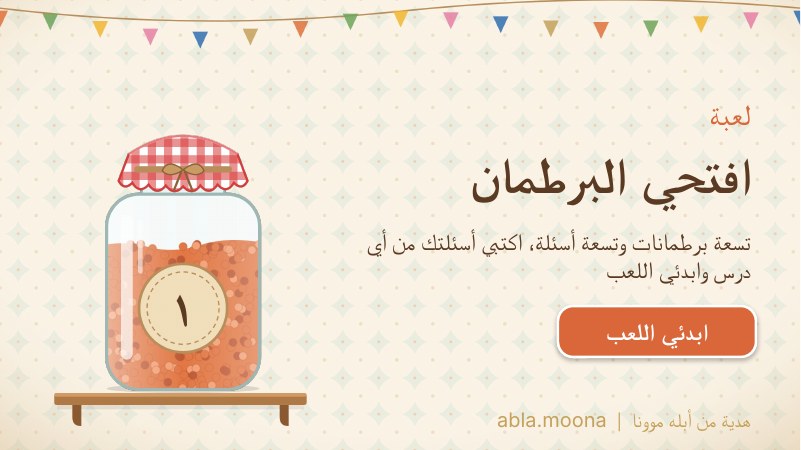 لعبة
افتحي البرطمان
تسعة برطمانات وتسعة أسئلة، اكتبي أسئلتك من أي
درس وابدئي اللعب
ابدئي اللعب
١
هدية من أبله موونا | abla.moona